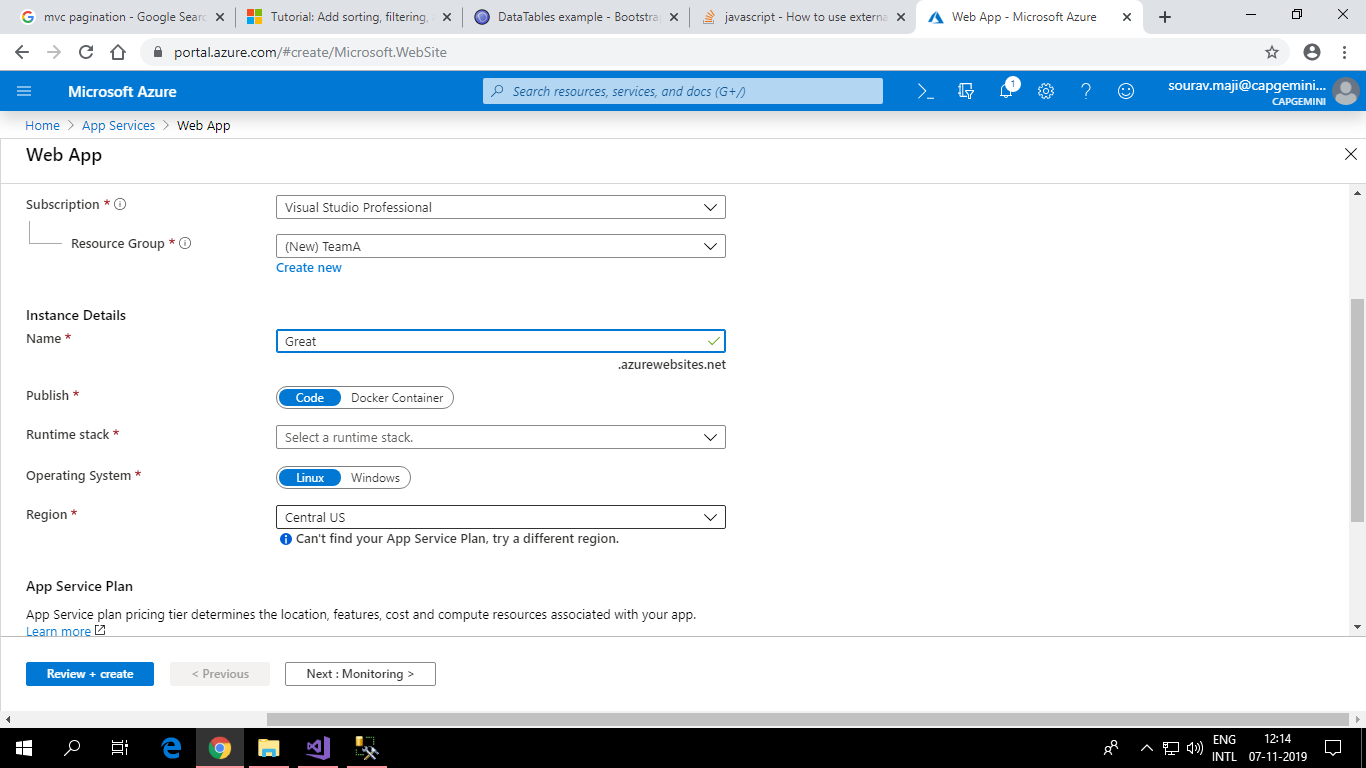 mvc pagination - Google Searc
Tutorial: Add sorting, filtering,
DataTables example - Bootstrap
javascript - How to use externa
Web App - Microsoft Azure
portal.azure.com/#create/Microsoft.WebSite
Microsoft Azure
Search resources, services, and docs (G+/)
1
sourav.maji@capgemini...
CAPGEMINI
Home > App Services > Web App
Web App
Subscription *
Visual Studio Professional
Resource Group *
(New) TeamA
Create new
Instance Details
Name *
Great
.azurewebsites.net
Publish *
Code Docker Container
Runtime stack *
Select a runtime stack.
Operating System *
Linux Windows
Region *
Central US
Can't find your App Service Plan, try a different region.
App Service Plan
App Service plan pricing tier determines the location, features, cost and compute resources associated with your app.
Learn more
Review + create
< Previous
Next : Monitoring >
ENG
INTL
12:14
07-11-2019